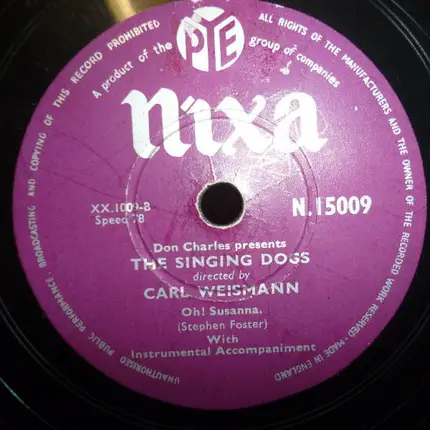 ALL RIGHTS OF THE MANUFACTURERS AND THE OWNER OF THE RECORDED WORK RESERVED - MADE IN ENGLAND
UNAUTHORISED PUBLIC PERFORMANCE, BROADCASTING AND COPYING OF THIS RECORD PROHIBITED
A product of the PYE group of companies
nixa
XX.1009-B
Speed 78
N.15009
Don Charles presents
THE SINGING DOGS
directed by
CARL WEISMANN
Oh! Susanna.
(Stephen Foster)
With
Instrumental Accompaniment